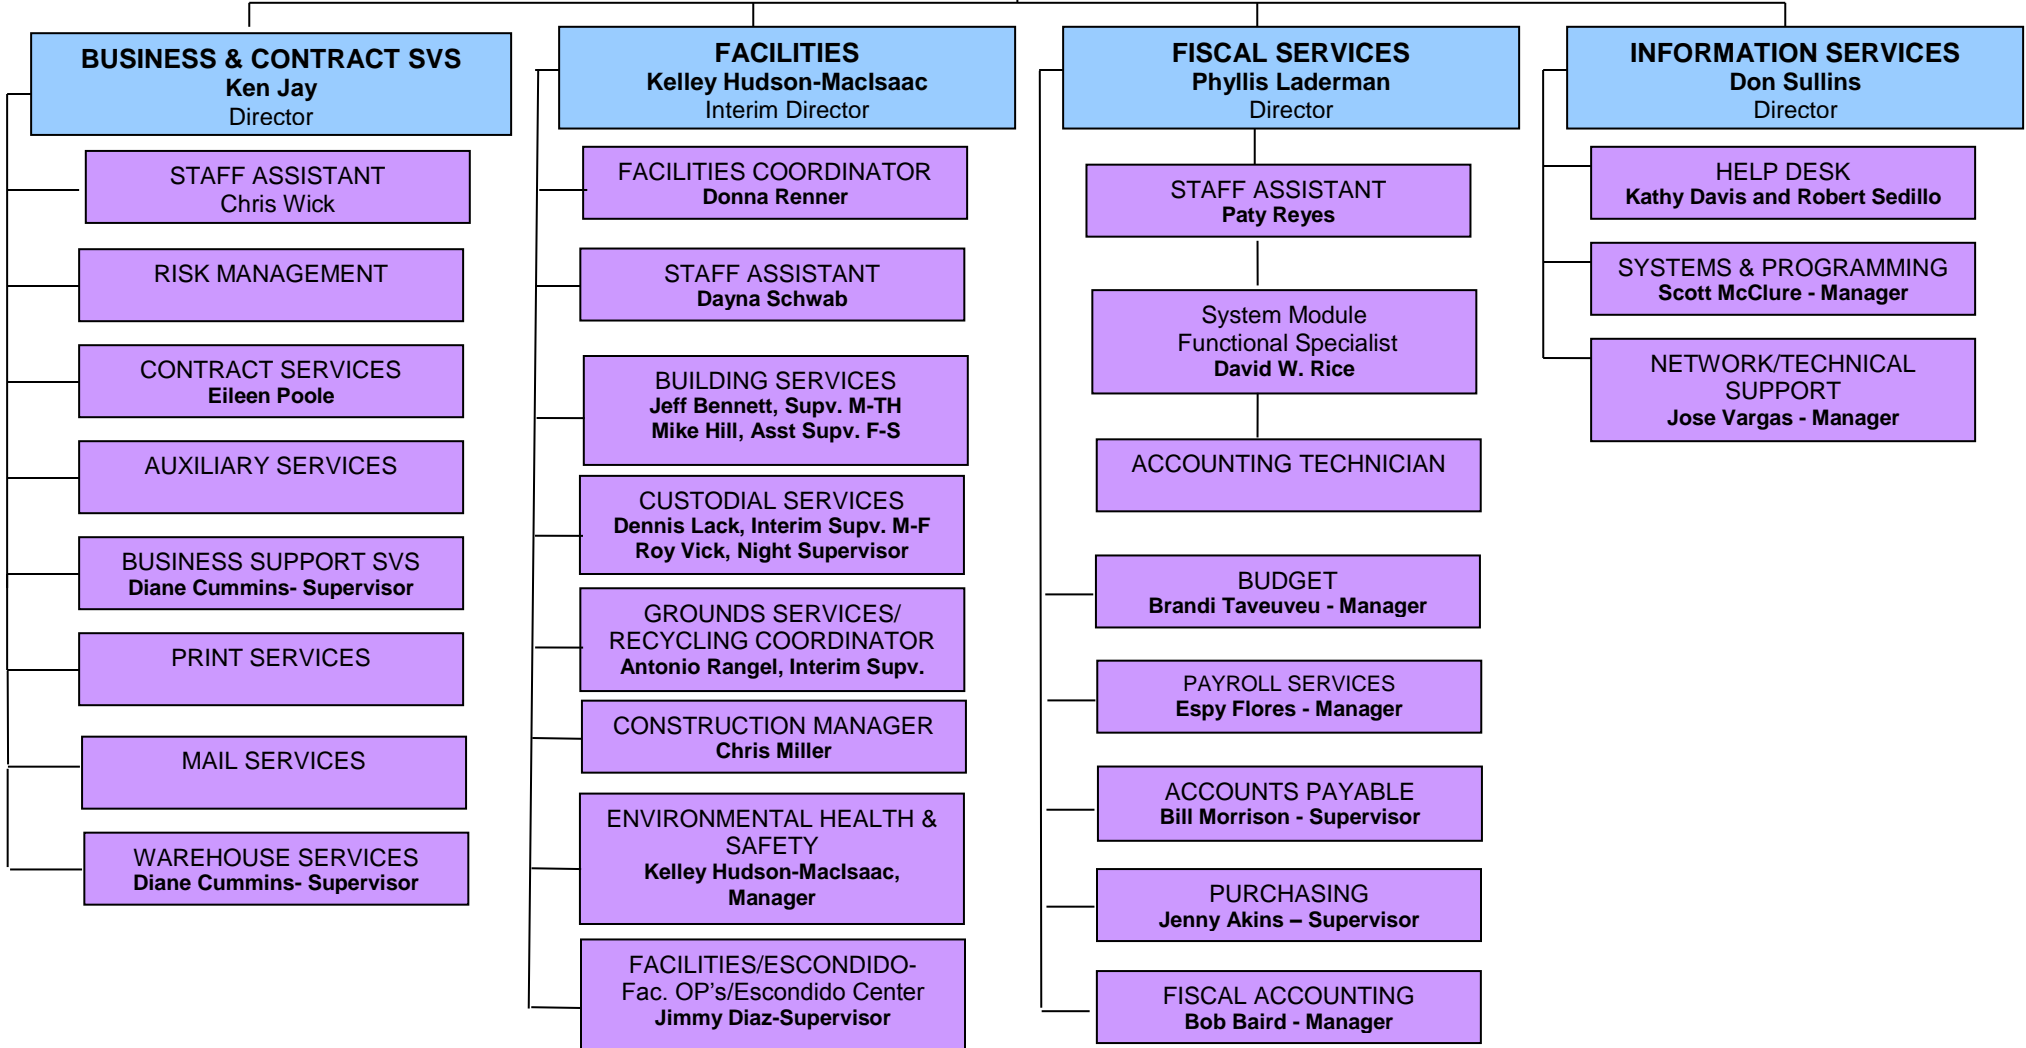 BUSINESS & CONTRACT SVS
Ken Jay
Director
STAFF ASSISTANT
Chris Wick
RISK MANAGEMENT
CONTRACT SERVICES
Eileen Poole
AUXILIARY SERVICES
BUSINESS SUPPORT SVS
Diane Cummins- Supervisor
PRINT SERVICES
MAIL SERVICES
WAREHOUSE SERVICES
Diane Cummins- Supervisor
FACILITIES
Kelley Hudson-MacIsaac
Interim Director
FACILITIES COORDINATOR
Donna Renner
STAFF ASSISTANT
Dayna Schwab
BUILDING SERVICES
Jeff Bennett, Supv. M-TH
Mike Hill, Asst Supv. F-S
CUSTODIAL SERVICES
Dennis Lack, Interim Supv. M-F
Roy Vick, Night Supervisor
GROUNDS SERVICES/
RECYCLING COORDINATOR
Antonio Rangel, Interim Supv.
CONSTRUCTION MANAGER
Chris Miller
ENVIRONMENTAL HEALTH &
SAFETY
Kelley Hudson-MacIsaac,
Manager
FACILITIES/ESCONDIDO-
Fac. OP’s/Escondido Center
Jimmy Diaz-Supervisor
FISCAL SERVICES
Phyllis Laderman
Director
STAFF ASSISTANT
Paty Reyes
System Module
Functional Specialist
David W. Rice
ACCOUNTING TECHNICIAN
BUDGET
Brandi Taveuveu - Manager
PAYROLL SERVICES
Espy Flores - Manager
ACCOUNTS PAYABLE
Bill Morrison - Supervisor
PURCHASING
Jenny Akins – Supervisor
FISCAL ACCOUNTING
Bob Baird - Manager
INFORMATION SERVICES
Don Sullins
Director
HELP DESK
Kathy Davis and Robert Sedillo
SYSTEMS & PROGRAMMING
Scott McClure - Manager
NETWORK/TECHNICAL
SUPPORT
Jose Vargas - Manager